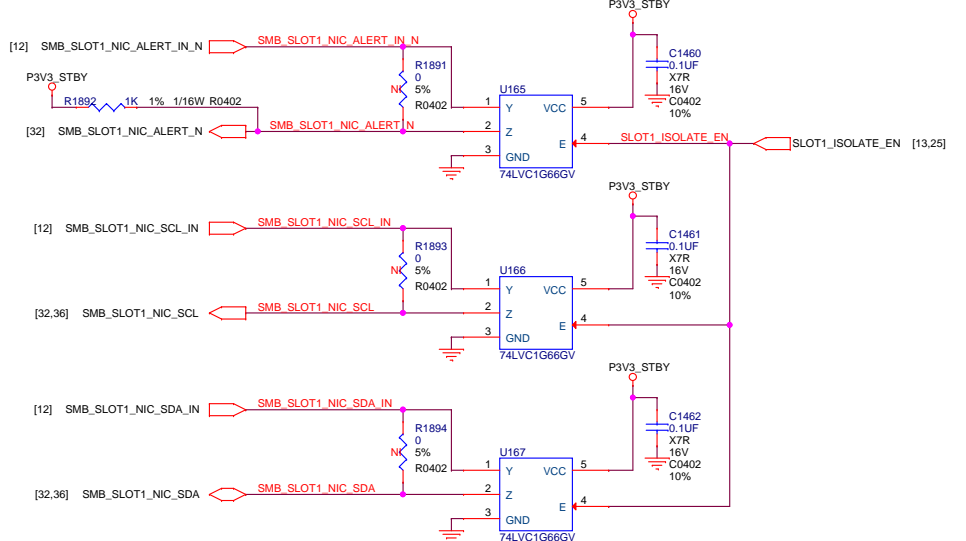 P3V3_STBY
[12] SMB_SLOT1_NIC_ALERT_IN_N
SMB_SLOT1_NIC_ALERT_IN_N
C1460
0.1UF
X7R
16V
C0402
10%
R1891
0
5%
R0402
P3V3_STBY
R1892 1K 1% 1/16W R0402
U165
1 Y VCC 5
[32] SMB_SLOT1_NIC_ALERT_N
SMB_SLOT1_NIC_ALERT_N
2 Z
E 4
SLOT1_ISOLATE_EN
SLOT1_ISOLATE_EN [13,25]
3 GND
74LVC1G66GV
P3V3_STBY
[12] SMB_SLOT1_NIC_SCL_IN
SMB_SLOT1_NIC_SCL_IN
C1461
0.1UF
X7R
16V
C0402
10%
R1893
0
5%
R0402
U166
1 Y VCC 5
[32,36] SMB_SLOT1_NIC_SCL
SMB_SLOT1_NIC_SCL
2 Z
E 4
3 GND
74LVC1G66GV
P3V3_STBY
[12] SMB_SLOT1_NIC_SDA_IN
SMB_SLOT1_NIC_SDA_IN
C1462
0.1UF
X7R
16V
C0402
10%
R1894
0
5%
R0402
U167
1 Y VCC 5
[32,36] SMB_SLOT1_NIC_SDA
SMB_SLOT1_NIC_SDA
2 Z
E 4
3 GND
74LVC1G66GV